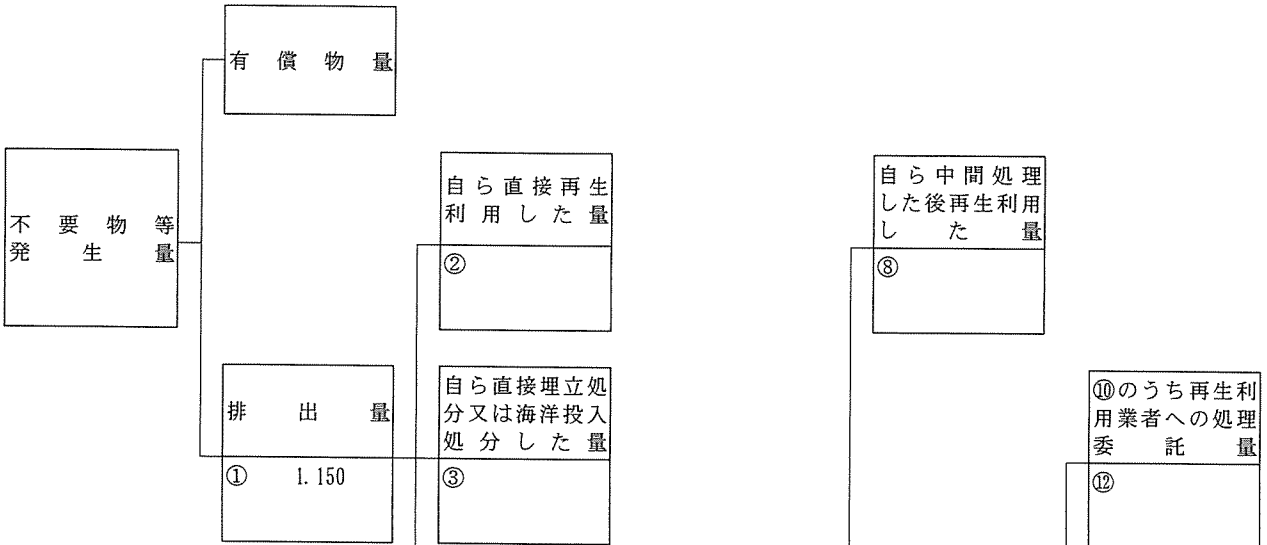 有償物量
不要物等
発生量
自ら直接再生
利用した量
②
自ら中間処理
した後再生利用
した量
⑧
排出量
① 1.150
自ら直接埋立処
分又は海洋投入
処分した量
③
⑩のうち再生利
用業者への処理
委託量
⑫